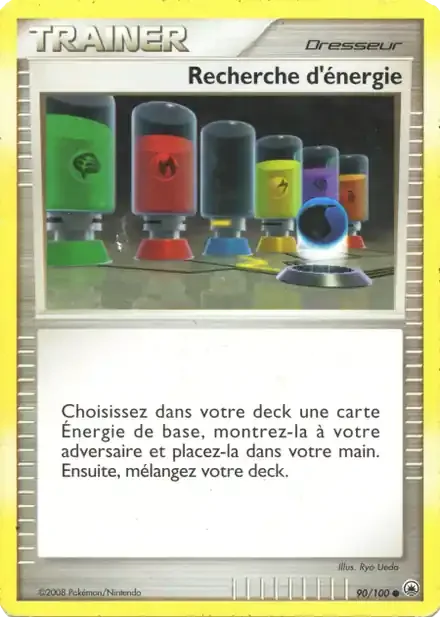 TRAINER
Dresseur
Recherche d'énergie
Choisissez dans votre deck une carte
Énergie de base, montrez-la à votre
adversaire et placez-la dans votre main.
Ensuite, mélangez votre deck.
Illus. Ryo Ueda
©2008 Pokémon/Nintendo
90/100